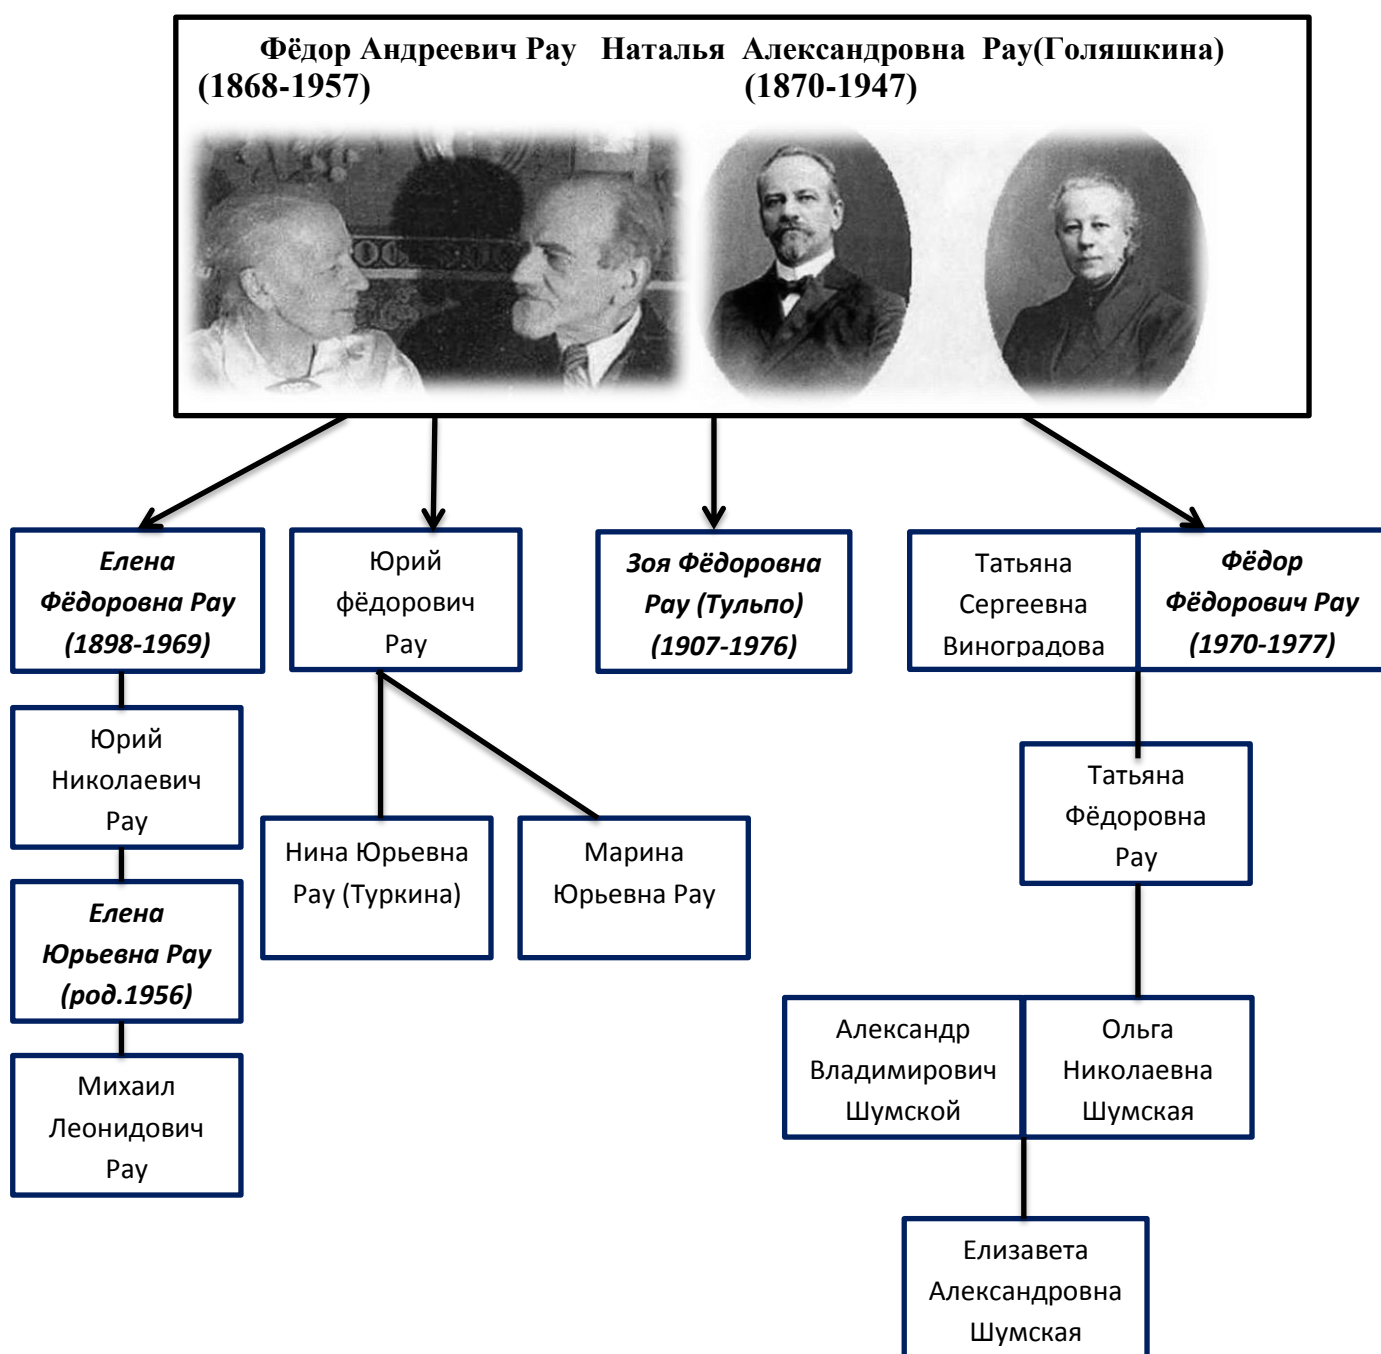 Фёдор Андреевич Рау Наталья Александровна Рау(Голяшкина)
(1868-1957) (1870-1947)
Елена
Фёдоровна Рау
(1898-1969)
Юрий
фёдорович
Рау
Зоя Фёдоровна
Рау (Тульпо)
(1907-1976)
Татьяна
Сергеевна
Виноградова
Фёдор
Фёдорович Рау
(1970-1977)
Юрий
Николаевич
Рау
Татьяна
Фёдоровна
Рау
Нина Юрьевна
Рау (Туркина)
Марина
Юрьевна Рау
Елена
Юрьевна Рау
(род.1956)
Александр
Владимирович
Шумской
Ольга
Николаевна
Шумская
Михаил
Леонидович
Рау
Елизавета
Александровна
Шумская